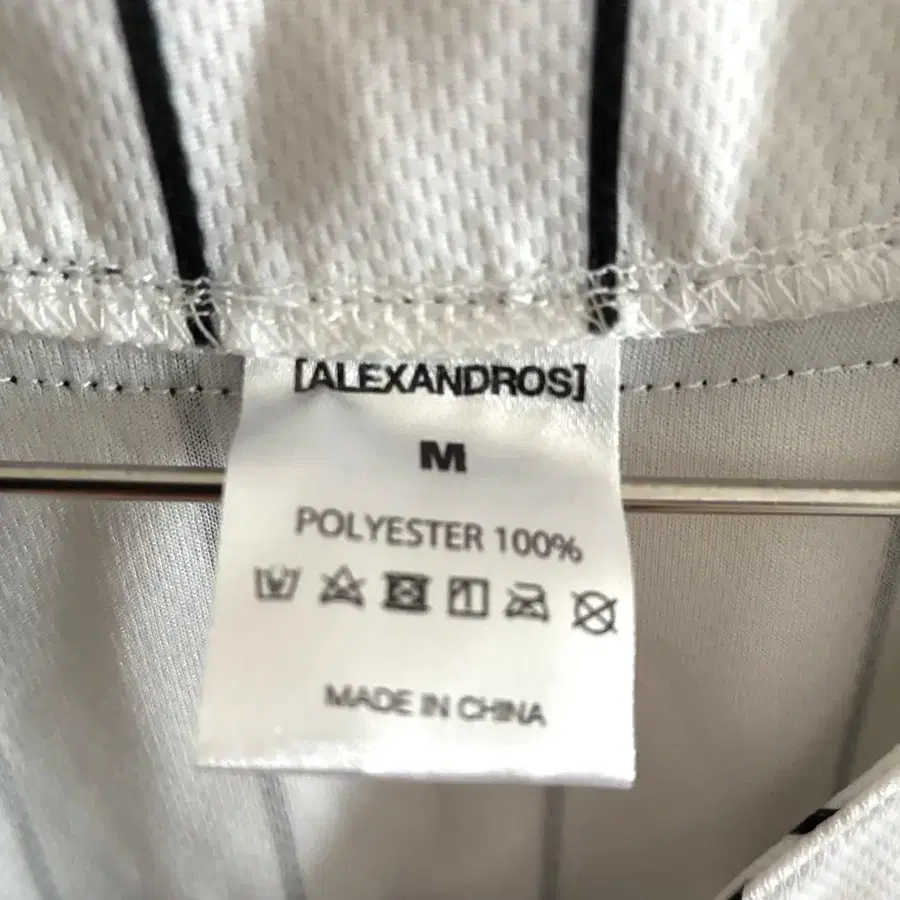 [ALEXANDROS]
M
POLYESTER 100%
MADE IN CHINA